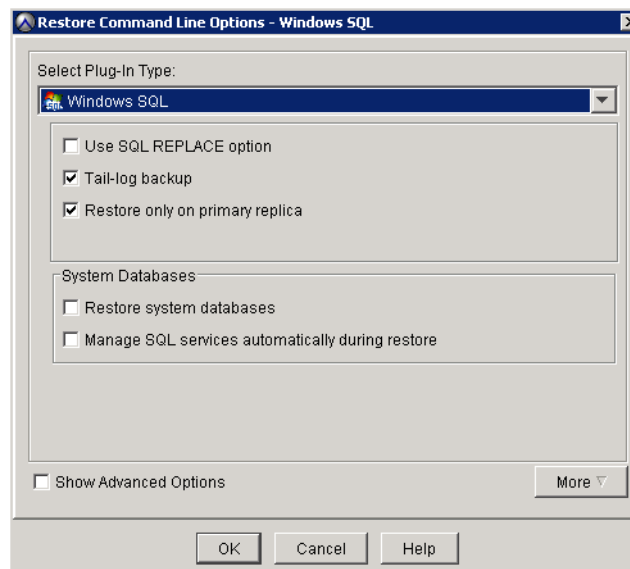 Restore Command Line Options - Windows SQL
Select Plug-In Type:
Windows SQL
Use SQL REPLACE option
Tail-log backup
Restore only on primary replica
System Databases
Restore system databases
Manage SQL services automatically during restore
Show Advanced Options
More
OK
Cancel
Help